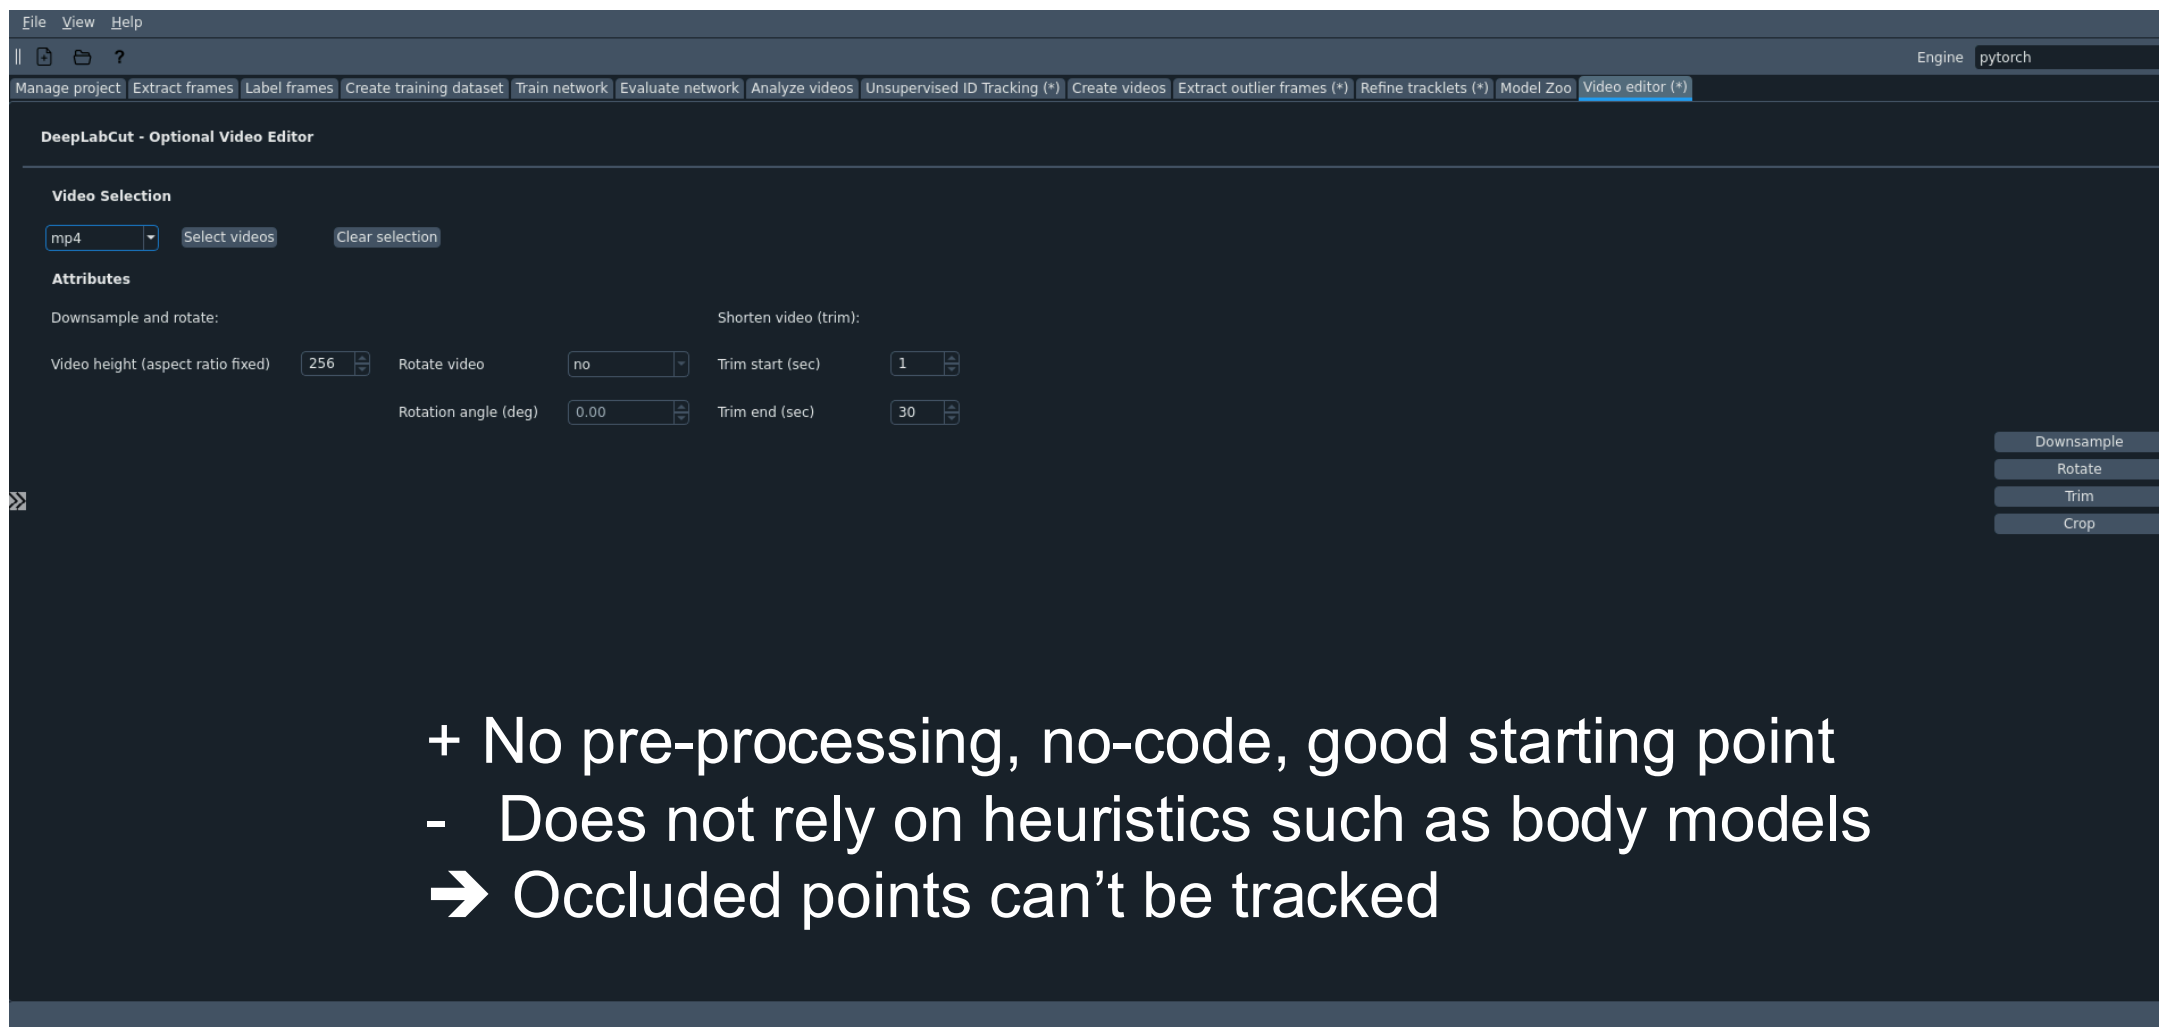 File View Help
? Engine pytorch
Manage project Extract frames Label frames Create training dataset Train network Evaluate network Analyze videos Unsupervised ID Tracking (*) Create videos Extract outlier frames (*) Refine tracklets (*) Model Zoo Video editor (*)
DeepLabCut - Optional Video Editor
Video Selection
mp4 Select videos Clear selection
Attributes
Downsample and rotate: Shorten video (trim):
Video height (aspect ratio fixed) 256 Rotate video no Trim start (sec) 1
Rotation angle (deg) 0.00 Trim end (sec) 30
Downsample
Rotate
Trim
Crop
+ No pre-processing, no-code, good starting point
- Does not rely on heuristics such as body models
➔ Occluded points can’t be tracked